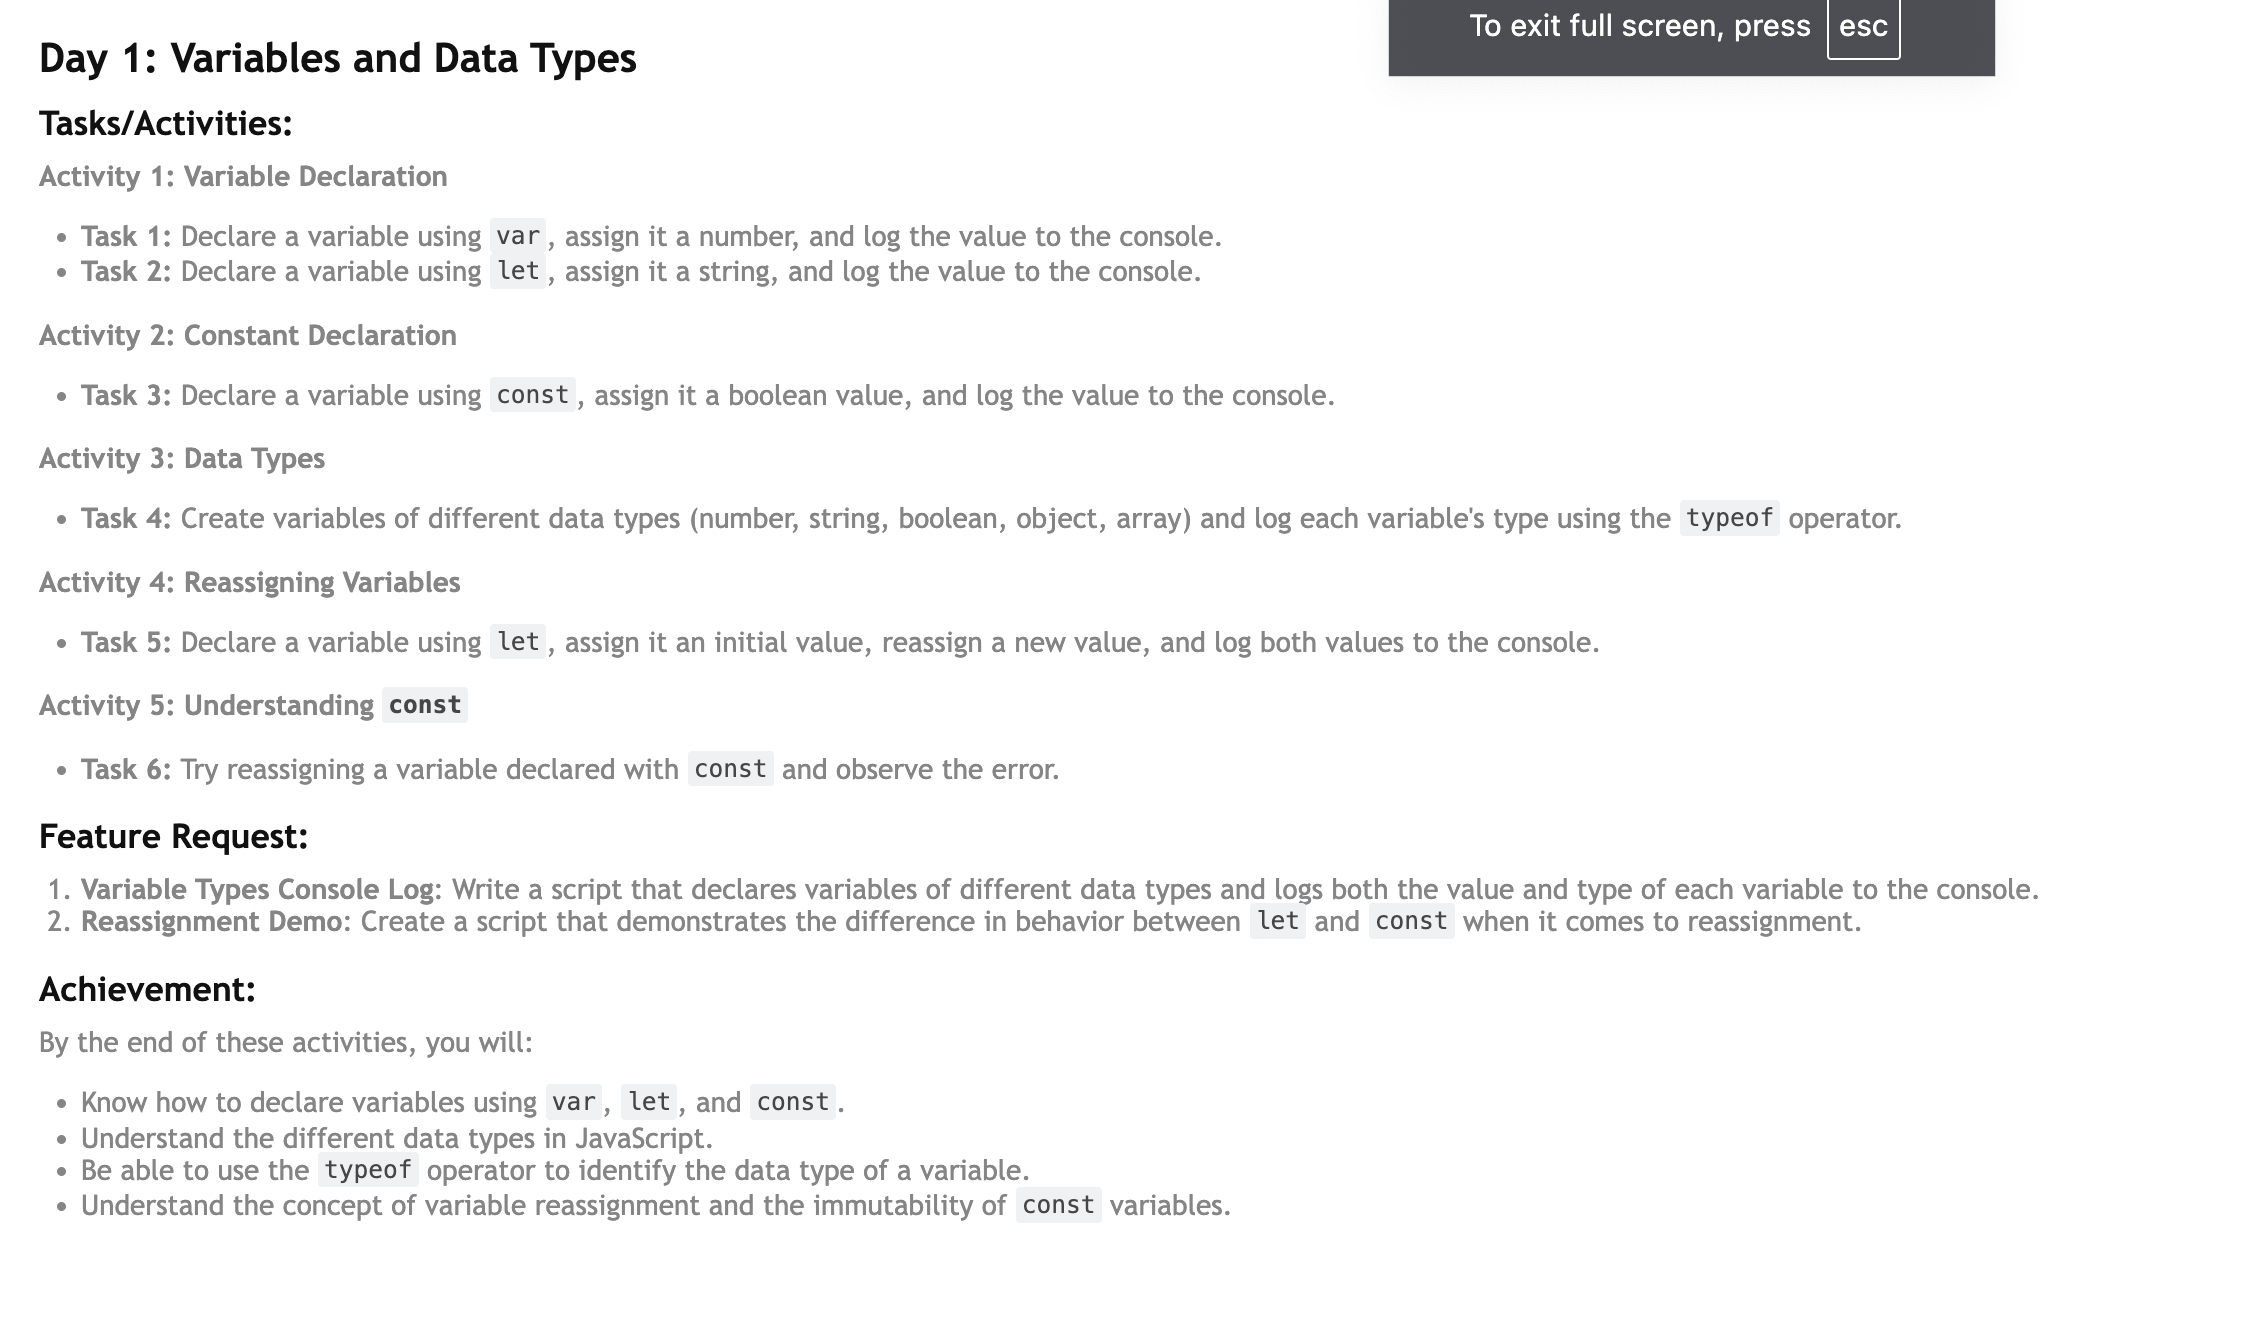 To exit full screen, press esc
Day 1: Variables and Data Types
Tasks/Activities:
Activity 1: Variable Declaration
• Task 1: Declare a variable using var, assign it a number, and log the value to the console.
• Task 2: Declare a variable using let, assign it a string, and log the value to the console.
Activity 2: Constant Declaration
• Task 3: Declare a variable using const, assign it a boolean value, and log the value to the console.
Activity 3: Data Types
• Task 4: Create variables of different data types (number, string, boolean, object, array) and log each variable's type using the typeof operator.
Activity 4: Reassigning Variables
• Task 5: Declare a variable using let, assign it an initial value, reassign a new value, and log both values to the console.
Activity 5: Understanding const
• Task 6: Try reassigning a variable declared with const and observe the error.
Feature Request:
1. Variable Types Console Log: Write a script that declares variables of different data types and logs both the value and type of each variable to the console.
2. Reassignment Demo: Create a script that demonstrates the difference in behavior between let and const when it comes to reassignment.
Achievement:
By the end of these activities, you will:
• Know how to declare variables using var, let, and const.
• Understand the different data types in JavaScript.
• Be able to use the typeof operator to identify the data type of a variable.
• Understand the concept of variable reassignment and the immutability of const variables.